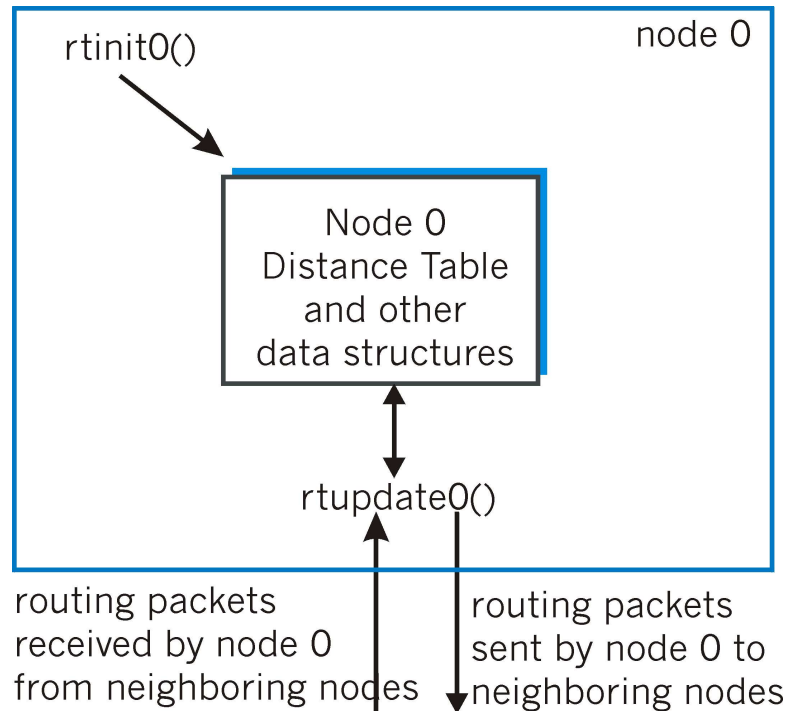 node 0
rtinit0()
Node 0
Distance Table
and other
data structures
rtupdate0()
routing packets
received by node 0
from neighboring nodes
routing packets
sent by node 0 to
neighboring nodes